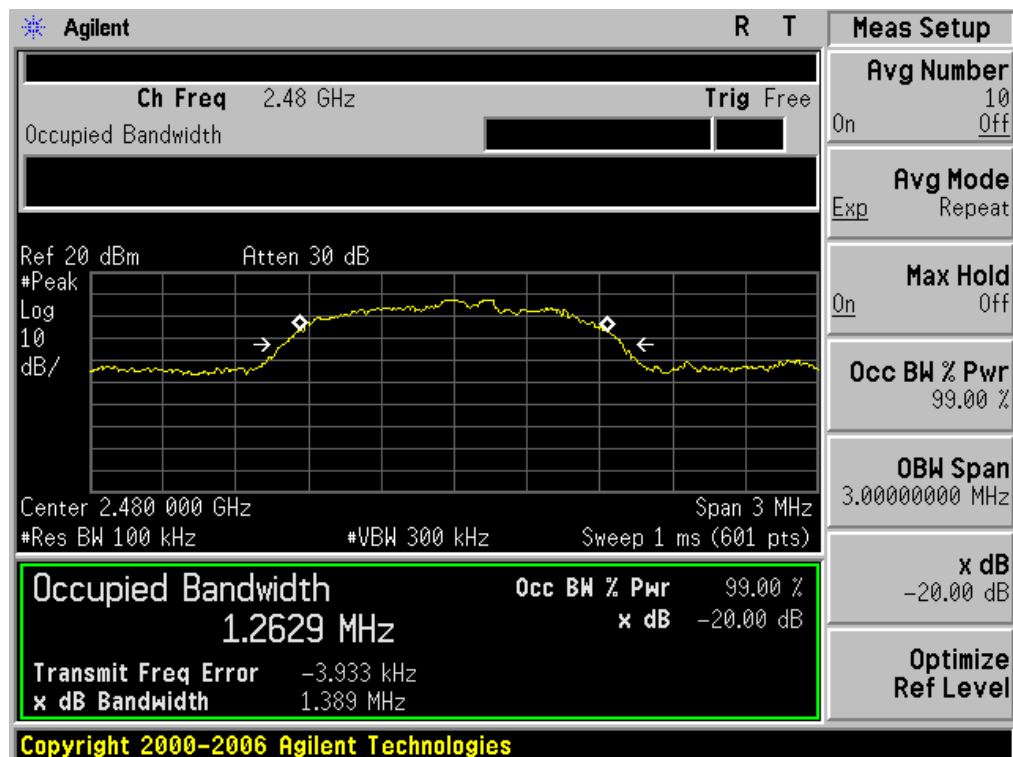 Agilent R T Meas Setup
Ch Freq 2.48 GHz Trig Free
Occupied Bandwidth
Avg Number
10
On Off
Avg Mode
Exp Repeat
Max Hold
On Off
Occ BW % Pwr
99.00 %
OBW Span
3.00000000 MHz
x dB
-20.00 dB
Optimize
Ref Level
Ref 20 dBm Atten 30 dB
#Peak
Log
10
dB/
Center 2.480 000 GHz Span 3 MHz
#Res BW 100 kHz #VBW 300 kHz Sweep 1 ms (601 pts)
Occupied Bandwidth Occ BW % Pwr 99.00 %
1.2629 MHz x dB -20.00 dB
Transmit Freq Error -3.933 kHz
x dB Bandwidth 1.389 MHz
Copyright 2000-2006 Agilent Technologies